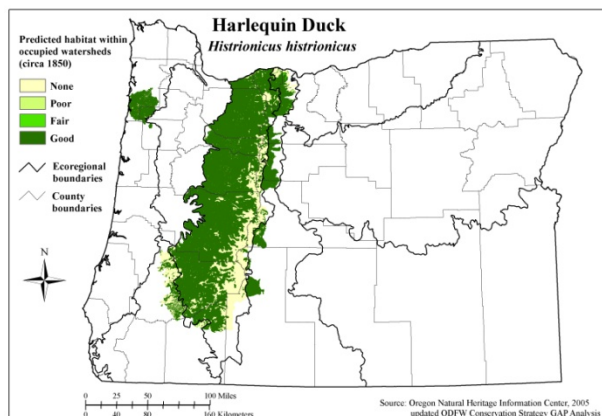 Harlequin Duck
Histrionicus histrionicus
Predicted habitat within
occupied watersheds
(circa 1850)
None
Poor
Fair
Good
Ecoregional
boundaries
County
boundaries
N
0 25 50 100 Miles
0 40 80 160 Kilometers
Source: Oregon Natural Heritage Information Center, 2005
updated ODFW Conservation Strategy GAP Analysis